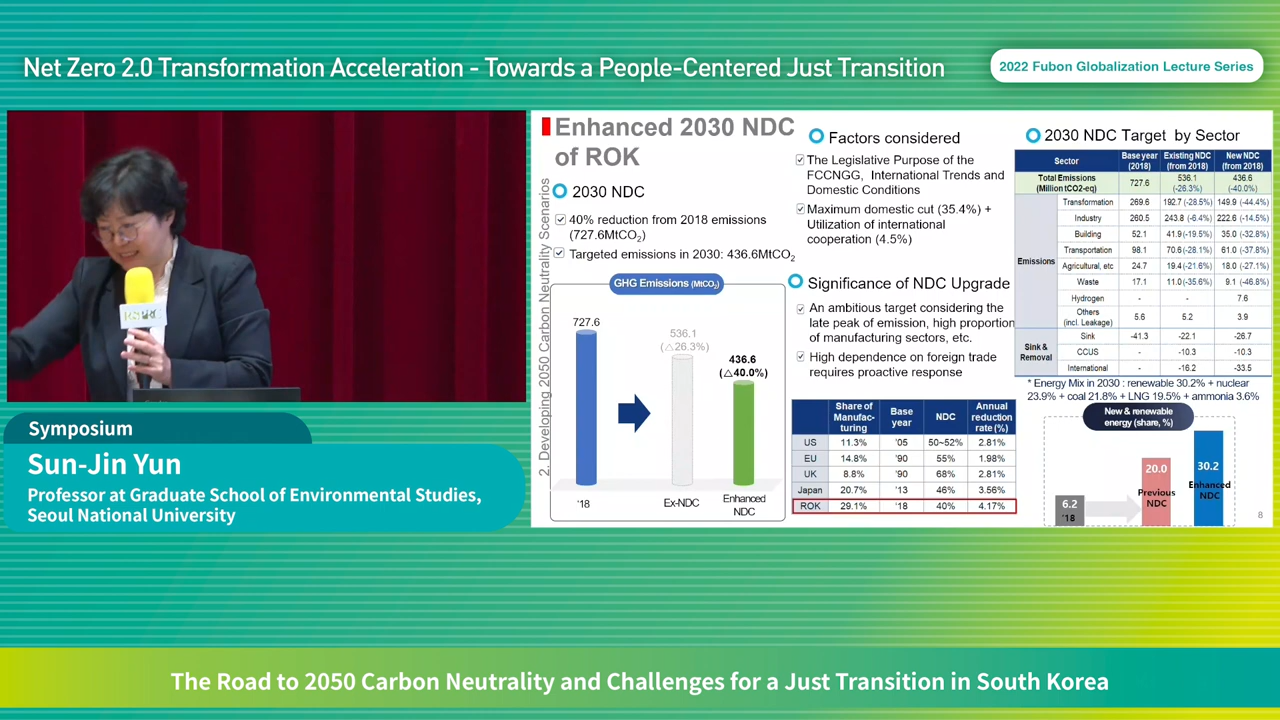 Net Zero 2.0 Transformation Acceleration - Towards a People-Centered Just Transition
2022 Fubon Globalization Lecture Series
Enhanced 2030 NDC
of ROK
2. Developing 2050 Carbon Neutrality Scenarios
2030 NDC
40% reduction from 2018 emissions
(727.6MtCO2)
Targeted emissions in 2030: 436.6MtCO2
GHG Emissions (MtCO2)
727.6
536.1
(△26.3%)
436.6
(△40.0%)
'18
Ex-NDC
Enhanced
NDC
Factors considered
The Legislative Purpose of the
FCCNGG, International Trends and
Domestic Conditions
Maximum domestic cut (35.4%) +
Utilization of international
cooperation (4.5%)
Significance of NDC Upgrade
An ambitious target considering the
late peak of emission, high proportion
of manufacturing sectors, etc.
High dependence on foreign trade
requires proactive response
Share of Manufac-turing Base year NDC Annual reduction rate (%)
US 11.3% '05 50~52% 2.81%
EU 14.8% '90 55% 1.98%
UK 8.8% '90 68% 2.81%
Japan 20.7% '13 46% 3.56%
ROK 29.1% '18 40% 4.17%
2030 NDC Target by Sector
Sector Base year (2018) Existing NDC (from 2018) New NDC (from 2018)
Total Emissions (Million tCO2-eq) 727.6 536.1 (-26.3%) 436.6 (-40.0%)
Emissions
Transformation 269.6 192.7 (-28.5%) 149.9 (-44.4%)
Industry 260.5 243.8 (-6.4%) 222.6 (-14.5%)
Building 52.1 41.9 (-19.5%) 35.0 (-32.8%)
Transportation 98.1 70.6 (-28.1%) 61.0 (-37.8%)
Agricultural, etc 24.7 19.4 (-21.6%) 18.0 (-27.1%)
Waste 17.1 11.0 (-35.6%) 9.1 (-46.8%)
Hydrogen - - 7.6
Others (incl. Leakage) 5.6 5.2 3.9
Sink & Removal
Sink -41.3 -22.1 -26.7
CCUS - -10.3 -10.3
International - -16.2 -33.5
* Energy Mix in 2030 : renewable 30.2% + nuclear
23.9% + coal 21.8% + LNG 19.5% + ammonia 3.6%
New & renewable
energy (share, %)
6.2
'18
20.0
Previous
NDC
30.2
Enhanced
NDC
8
Symposium
Sun-Jin Yun
Professor at Graduate School of Environmental Studies,
Seoul National University
The Road to 2050 Carbon Neutrality and Challenges for a Just Transition in South Korea